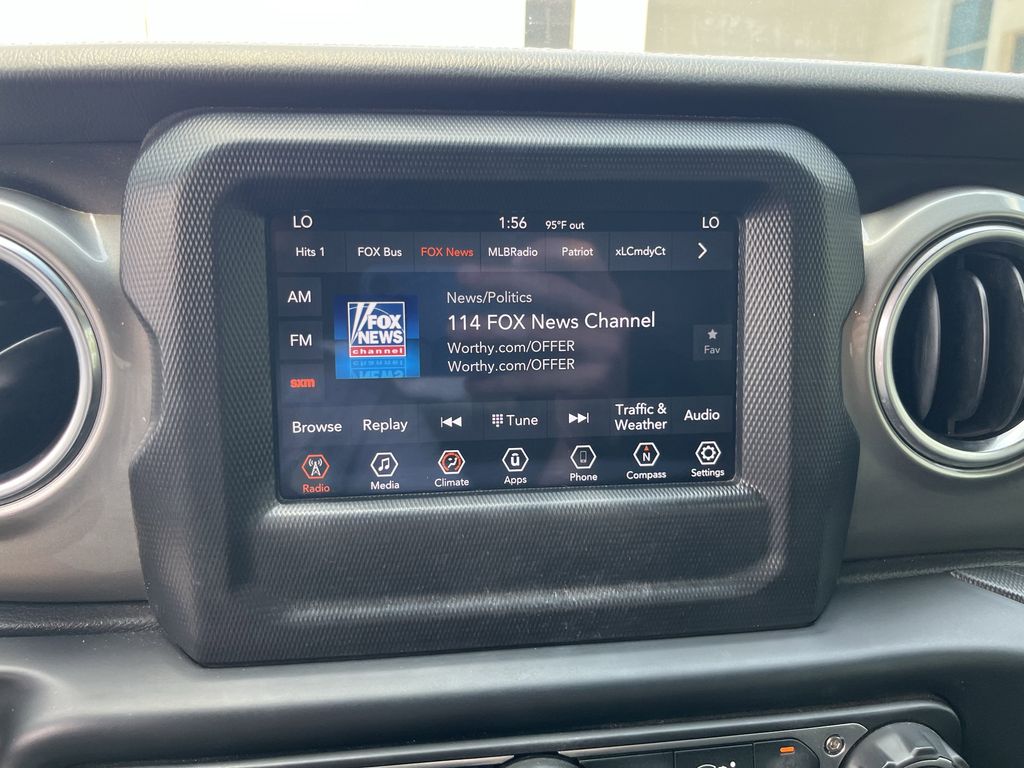 LO 1:56 95°F out LO
Hits 1 FOX Bus FOX News MLBRadio Patriot xLCmdyCt
AM
FM
sxm
FOX
NEWS
channel
News/Politics
114 FOX News Channel
Worthy.com/OFFER
Worthy.com/OFFER
Fav
Browse Replay Tune Traffic &
Weather Audio
N
Radio Media Climate Apps Phone Compass Settings